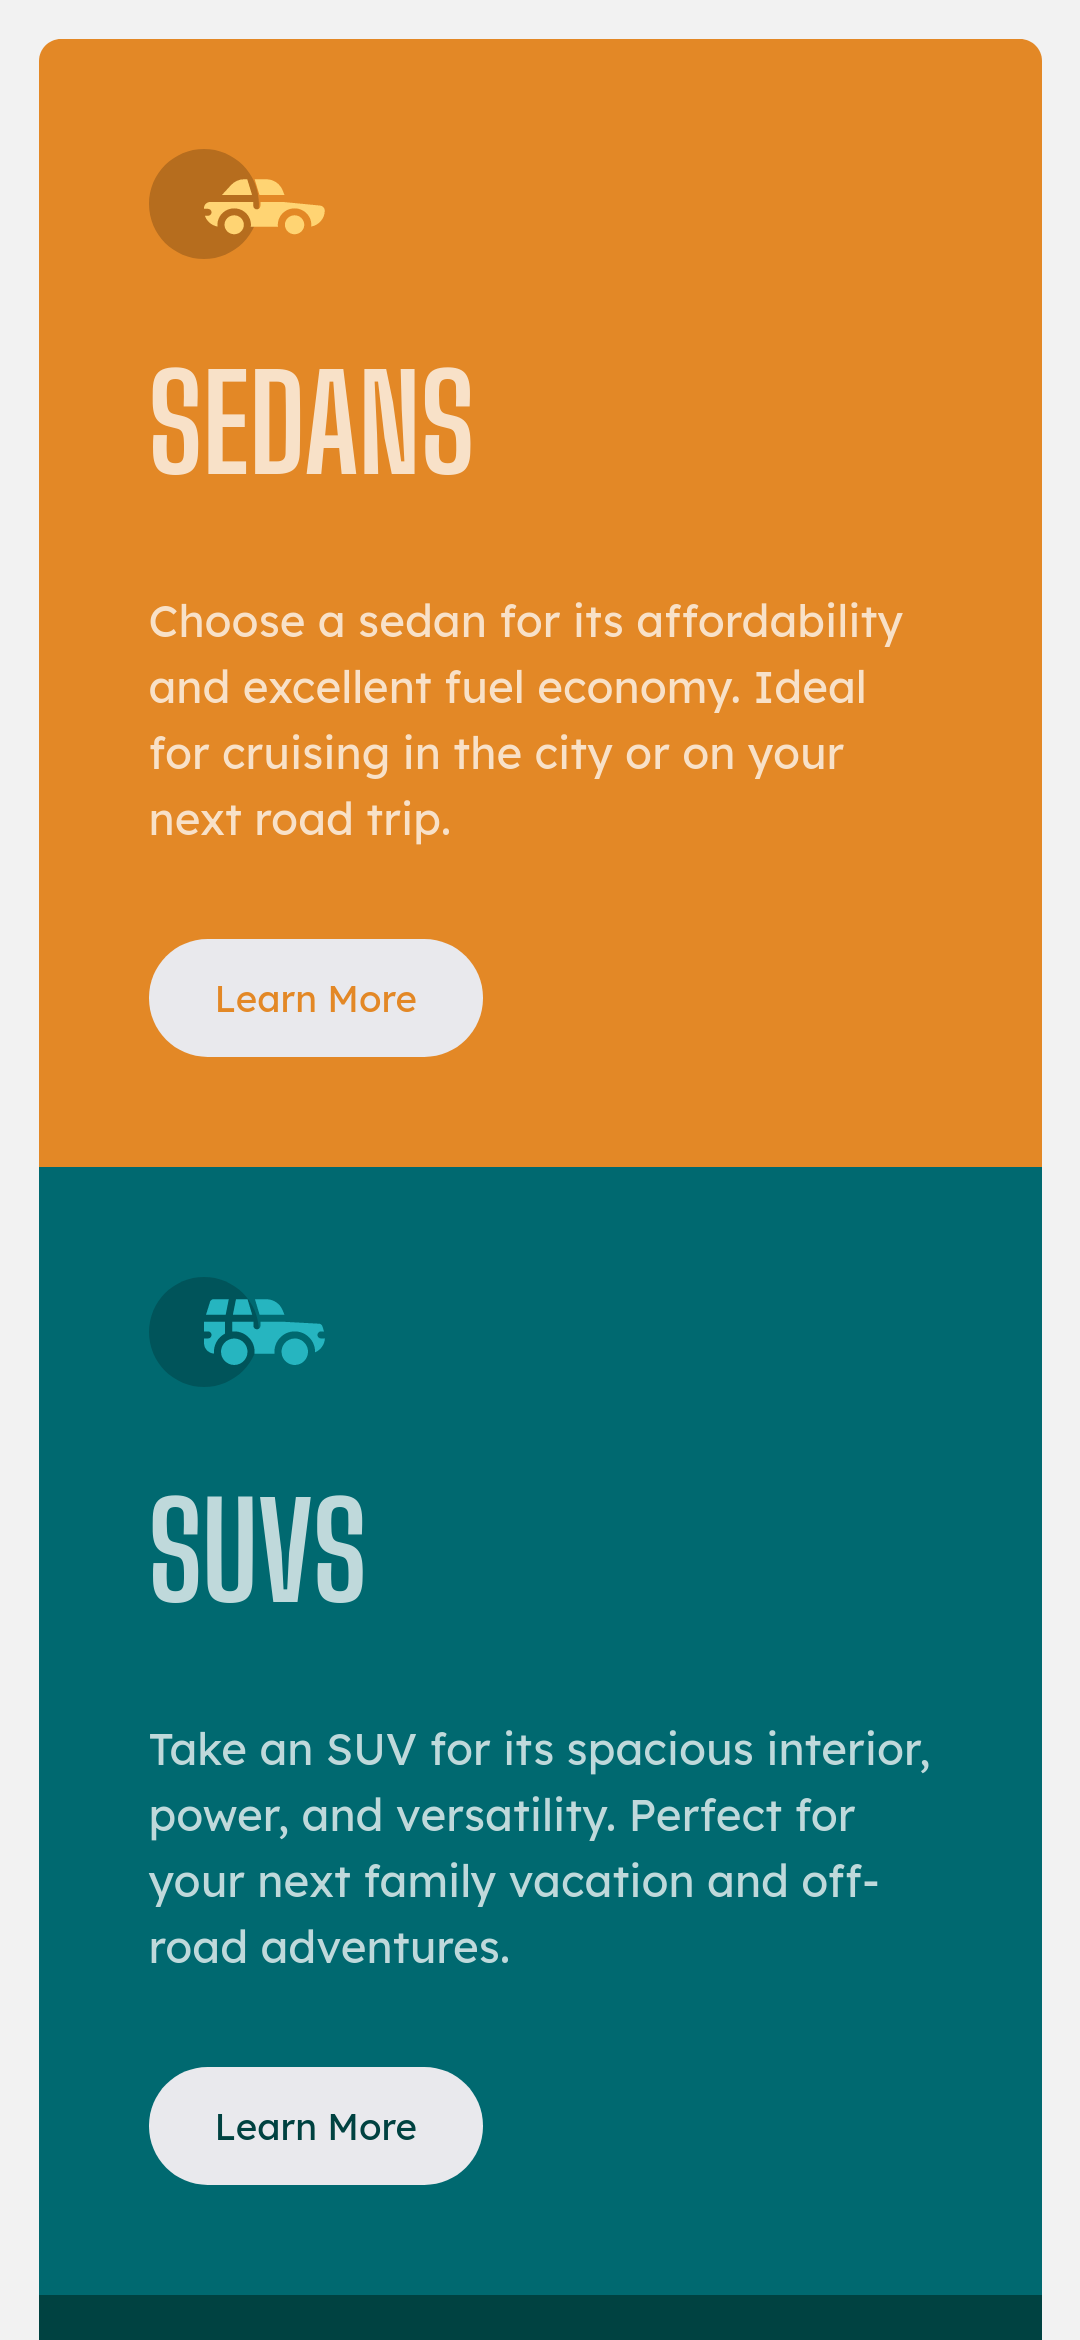 SEDANS
Choose a sedan for its affordability
and excellent fuel economy. Ideal
for cruising in the city or on your
next road trip.
Learn More
SUVS
Take an SUV for its spacious interior,
power, and versatility. Perfect for
your next family vacation and off-
road adventures.
Learn More